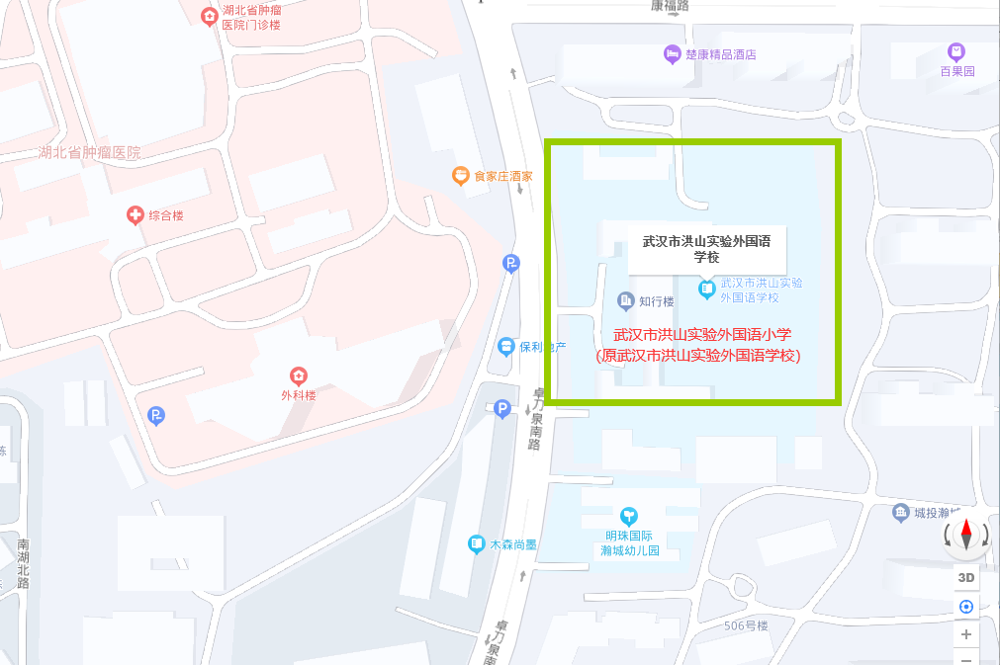 康福路
湖北省肿瘤
医院门诊楼
楚康精品酒店
百果园
湖北省肿瘤医院
食家庄酒家
综合楼
武汉市洪山实验外国语
学校
武汉市洪山实验
外国语学校
知行楼
武汉市洪山实验外国语小学
（原武汉市洪山实验外国语学校）
保利地产
外科楼
卓刀泉南路
城投瀚城
明珠国际
瀚城幼儿园
木森尚墨
南湖北路
3D
506号楼
卓刀泉南
P
P
P